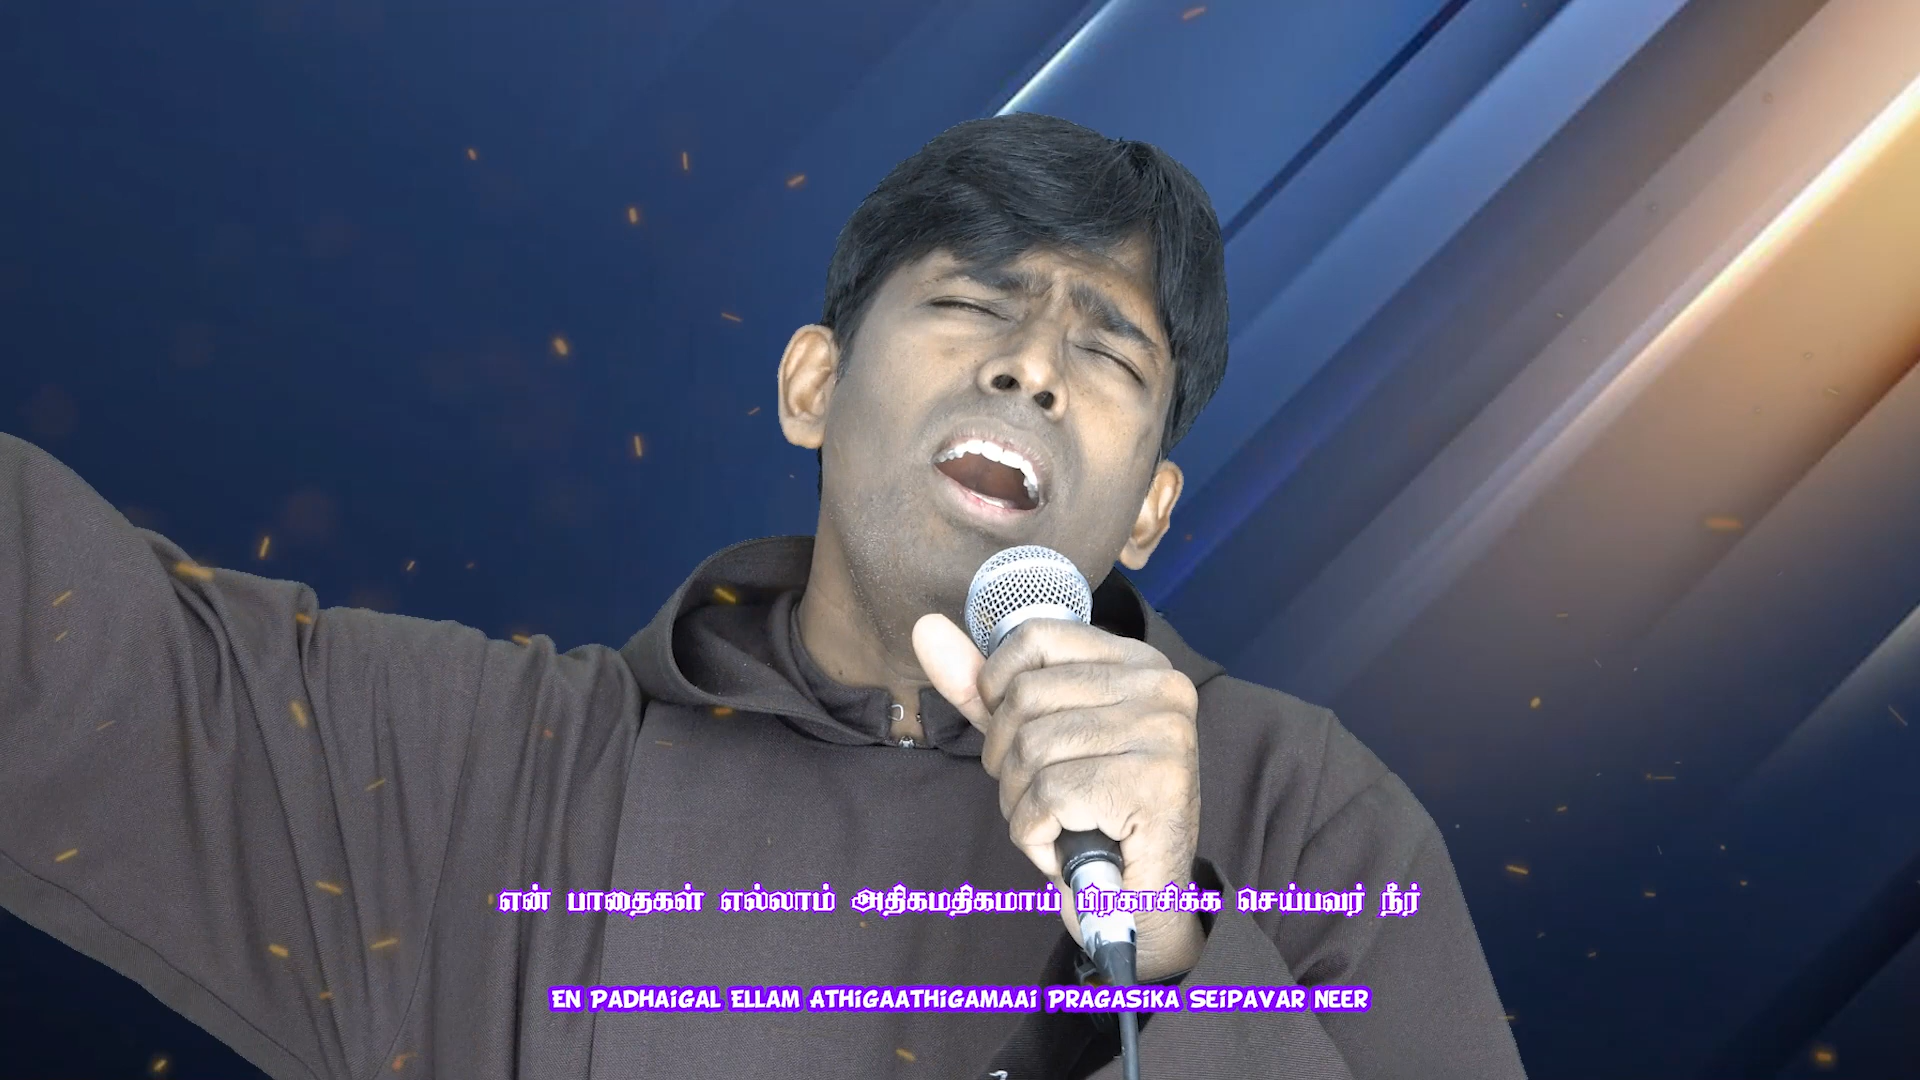 என் பாதைகள் எல்லாம் அதிகமதிகமாய் பிரகாசிக்க செய்பவர் நீர்
EN PADHAIGAL ELLAM ATHIGAATHIGAMAAI PRAGASIKA SEIPAVAR NEER